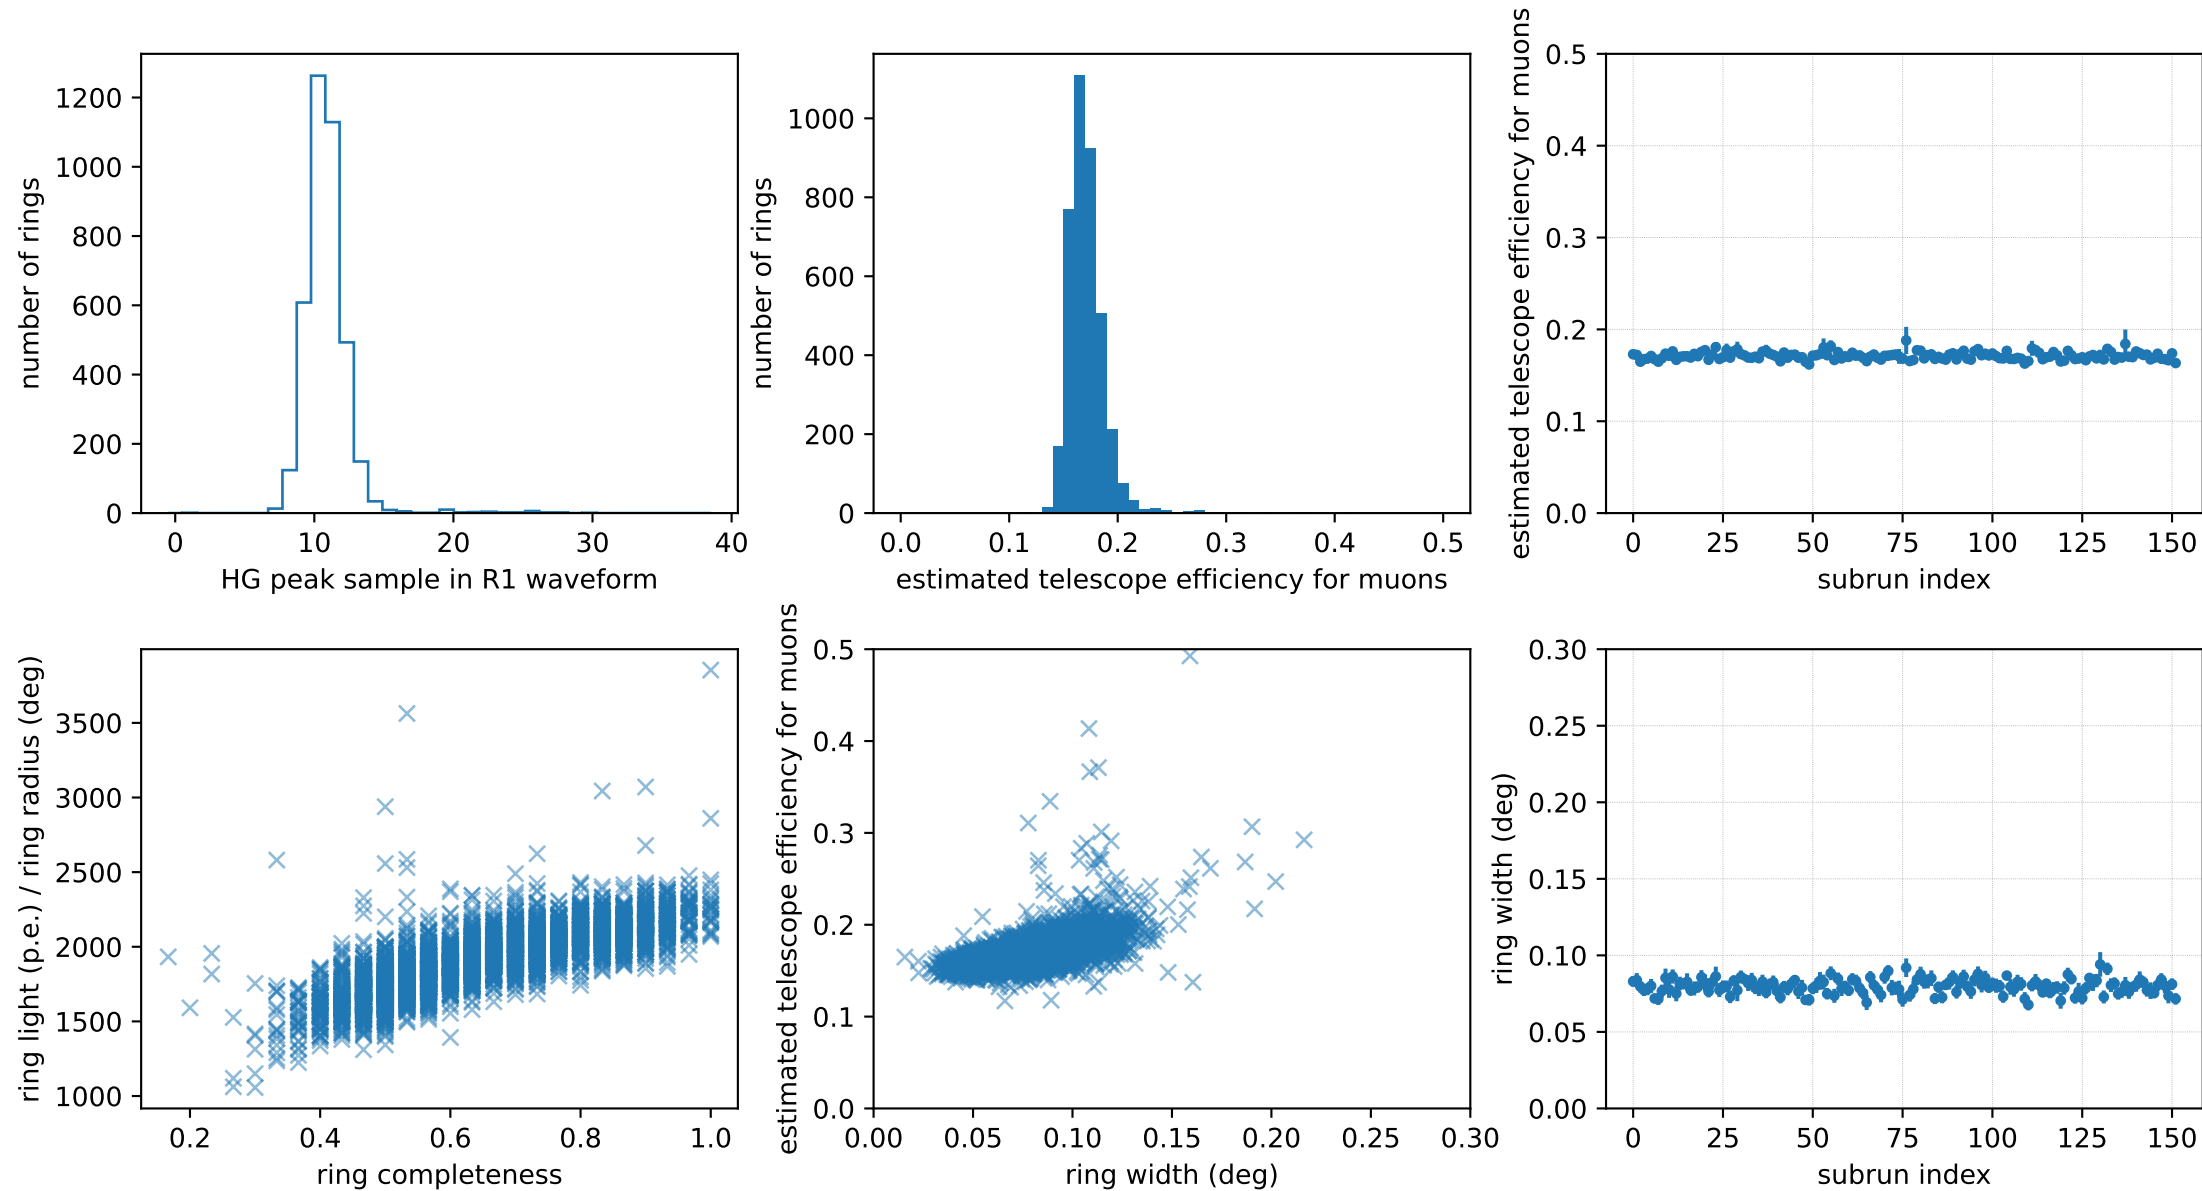 number of rings
1200
1000
800
600
400
200
0
0 10 20 30 40
HG peak sample in R1 waveform
number of rings
1000
800
600
400
200
0
0.0 0.1 0.2 0.3 0.4 0.5
estimated telescope efficiency for muons
estimated telescope efficiency for muons
0.5
0.4
0.3
0.2
0.1
0.0
0 25 50 75 100 125 150
subrun index
ring light (p.e.) / ring radius (deg)
3500
3000
2500
2000
1500
1000
0.2 0.4 0.6 0.8 1.0
ring completeness
estimated telescope efficiency for muons
0.5
0.4
0.3
0.2
0.1
0.0
0.00 0.05 0.10 0.15 0.20 0.25 0.30
ring width (deg)
ring width (deg)
0.30
0.25
0.20
0.15
0.10
0.05
0.00
0 25 50 75 100 125 150
subrun index